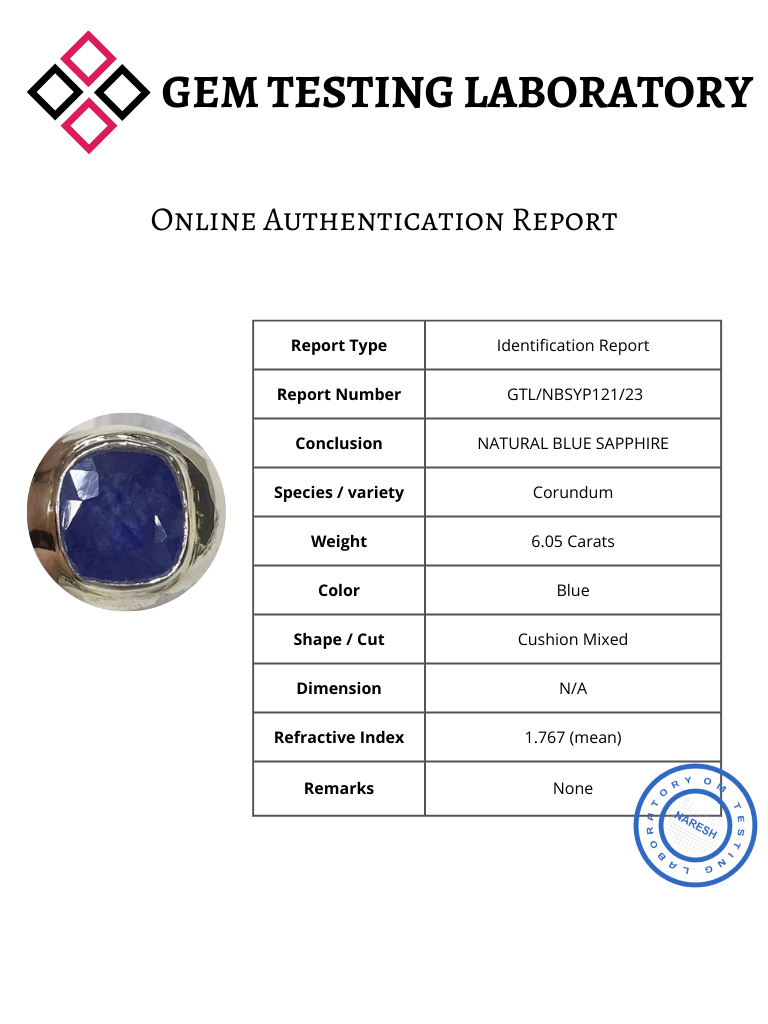 GEM TESTING LABORATORY
Online Authentication Report
Report Type Identification Report
Report Number GTL/NBSYP121/23
Conclusion NATURAL BLUE SAPPHIRE
Species / variety Corundum
Weight 6.05 Carats
Color Blue
Shape / Cut Cushion Mixed
Dimension N/A
Refractive Index 1.767 (mean)
Remarks None
OM TESTING LABORATORY
NARESH